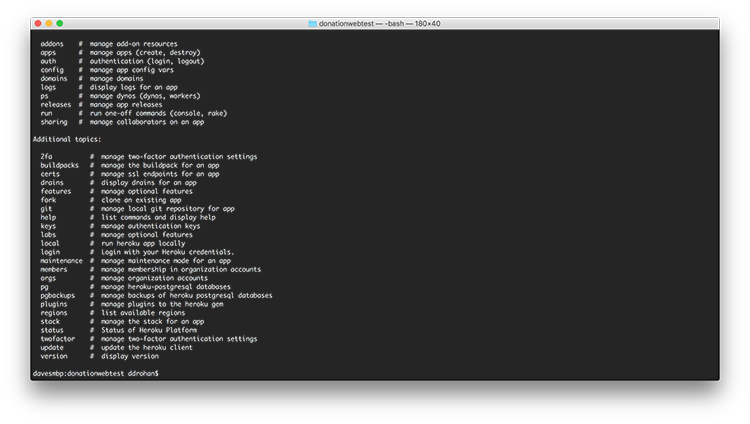 donationwebtest — -bash — 180×40
addons # manage add-on resources
apps # manage apps (create, destroy)
auth # authentication (login, logout)
config # manage app config vars
domains # manage domains
logs # display logs for an app
ps # manage dynos (dynos, workers)
releases # manage app releases
run # run one-off commands (console, rake)
sharing # manage collaborators on an app
Additional topics:
2fa # manage two-factor authentication settings
buildpacks # manage the buildpack for an app
certs # manage ssl endpoints for an app
drains # display drains for an app
features # manage optional features
fork # clone an existing app
git # manage local git repository for app
help # list commands and display help
keys # manage authentication keys
labs # manage optional features
local # run heroku app locally
login # Login with your Heroku credentials.
maintenance # manage maintenance mode for an app
members # manage membership in organization accounts
orgs # manage organization accounts
pg # manage heroku-postgresql databases
pgbackups # manage backups of heroku postgresql databases
plugins # manage plugins to the heroku gem
regions # list available regions
stack # manage the stack for an app
status # Status of Heroku Platform
twofactor # manage two-factor authentication settings
update # update the heroku client
version # display version
davesmbp:donationwebtest ddrohan$